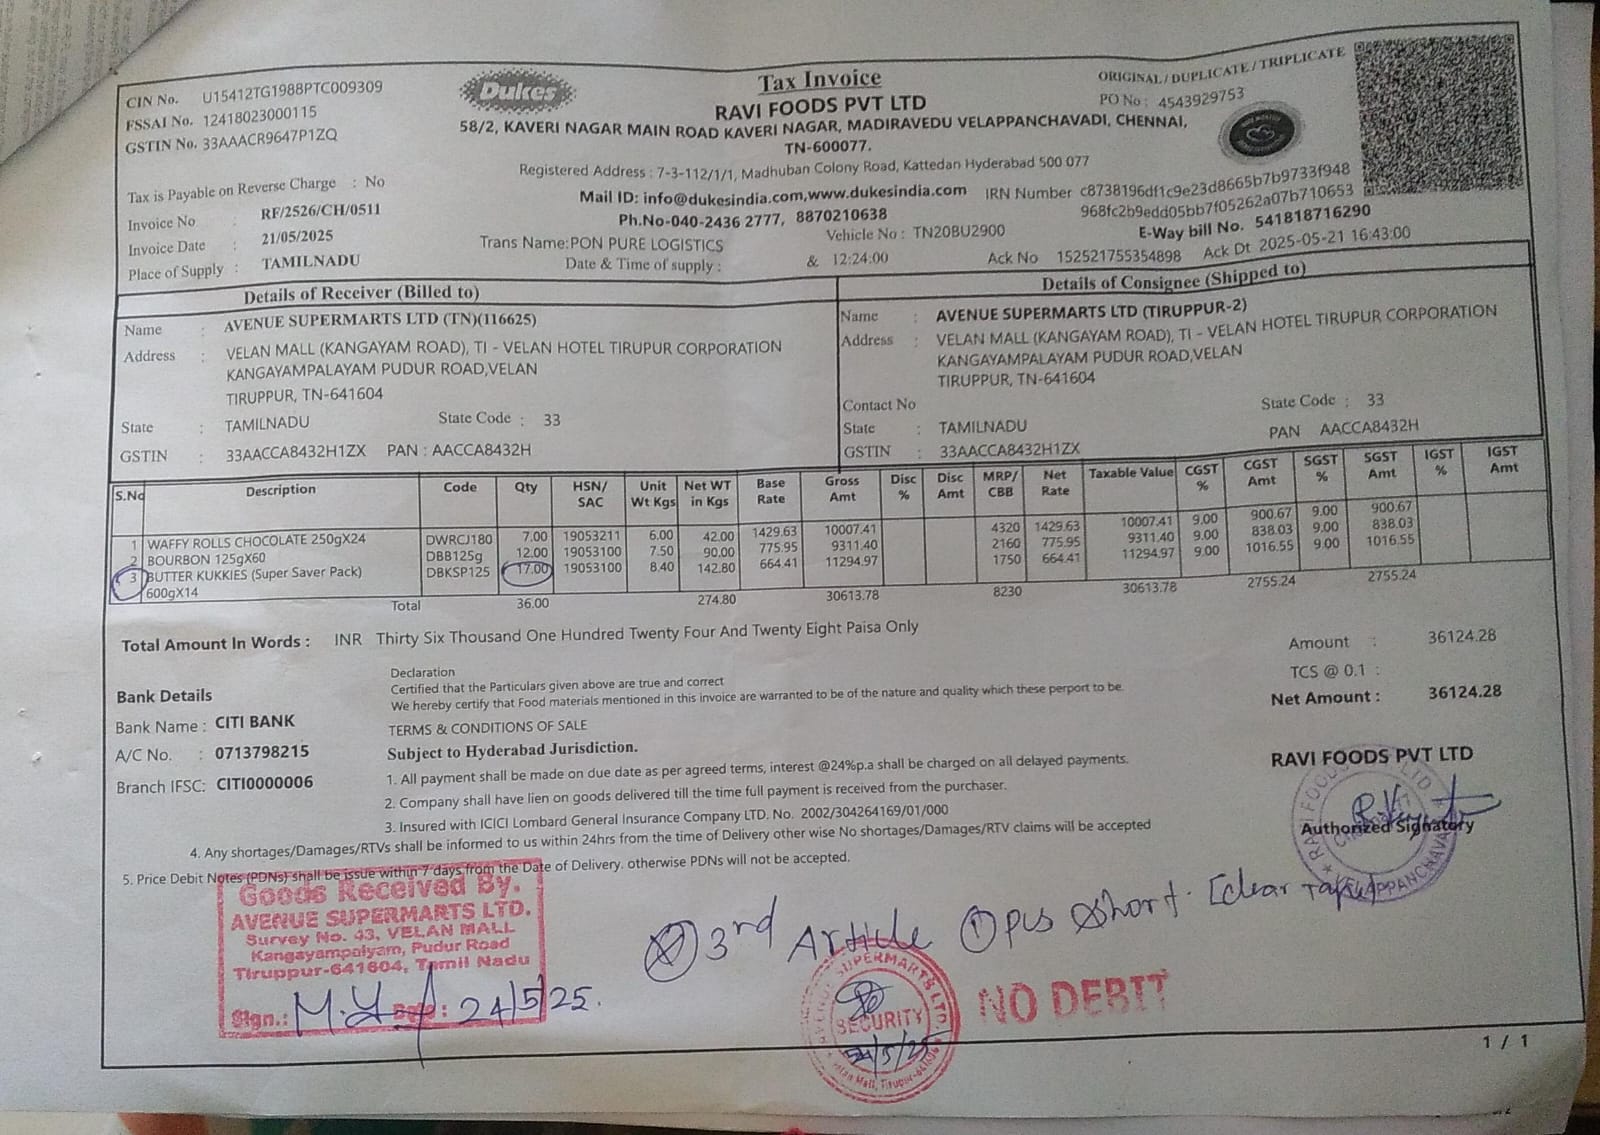 Tax Invoice
ORIGINAL / DUPLICATE / TRIPLICATE
CIN No. U15412TG1988PTC009309
Dukes
RAVI FOODS PVT LTD
PO No : 4543929753
FSSAI No. 12418023000115
58/2, KAVERI NAGAR MAIN ROAD KAVERI NAGAR, MADIRAVEDU VELAPPANCHAVADI, CHENNAI,
GSTIN No. 33AAACR9647P1ZQ
TN-600077.
Registered Address : 7-3-112/1/1, Madhuban Colony Road, Kattedan Hyderabad 500 077
Tax is Payable on Reverse Charge : No
Mail ID: info@dukesindia.com,www.dukesindia.com
IRN Number c8738196df1c9e23d8665b7b9733f948
968fc2b9edd05bb7f05262a07b710653
Invoice No : RF/2526/CH/0511
Ph.No-040-2436 2777, 8870210638
E-Way bill No. 541818716290
Invoice Date : 21/05/2025
Trans Name:PON PURE LOGISTICS
Vehicle No : TN20BU2900
Place of Supply : TAMILNADU
Date & Time of supply : & 12:24:00
Ack No 152521755354898 Ack Dt 2025-05-21 16:43:00
Details of Receiver (Billed to)
Name : AVENUE SUPERMARTS LTD (TN)(116625)
Address : VELAN MALL (KANGAYAM ROAD), TI - VELAN HOTEL TIRUPUR CORPORATION
KANGAYAMPALAYAM PUDUR ROAD,VELAN
TIRUPPUR, TN-641604
State : TAMILNADU State Code : 33
GSTIN : 33AACCA8432H1ZX PAN : AACCA8432H
Details of Consignee (Shipped to)
Name : AVENUE SUPERMARTS LTD (TIRUPPUR-2)
Address : VELAN MALL (KANGAYAM ROAD), TI - VELAN HOTEL TIRUPUR CORPORATION
KANGAYAMPALAYAM PUDUR ROAD,VELAN
TIRUPPUR, TN-641604
Contact No
State Code : 33
State : TAMILNADU
PAN AACCA8432H
GSTIN : 33AACCA8432H1ZX
S.No Description Code Qty HSN/ SAC Unit Wt Kgs Net WT in Kgs Base Rate Gross Amt Disc % Disc Amt MRP/ CBB Net Rate Taxable Value CGST % CGST Amt SGST % SGST Amt IGST % IGST Amt
1 WAFFY ROLLS CHOCOLATE 250gX24 DWRCJ180 7.00 19053211 6.00 42.00 1429.63 10007.41 4320 1429.63 10007.41 9.00 900.67 9.00 900.67
2 BOURBON 125gX60 DBB125g 12.00 19053100 7.50 90.00 775.95 9311.40 2160 775.95 9311.40 9.00 838.03 9.00 838.03
3 BUTTER KUKKIES (Super Saver Pack) DBKSP125 17.00 19053100 8.40 142.80 664.41 11294.97 1750 664.41 11294.97 9.00 1016.55 9.00 1016.55
600gX14
Total 36.00 274.80 30613.78 8230 30613.78 2755.24 2755.24
Total Amount In Words : INR Thirty Six Thousand One Hundred Twenty Four And Twenty Eight Paisa Only
Amount : 36124.28
TCS @ 0.1 :
Net Amount : 36124.28
Declaration
Certified that the Particulars given above are true and correct
We hereby certify that Food materials mentioned in this invoice are warranted to be of the nature and quality which these perport to be.
Bank Details
Bank Name : CITI BANK
A/C No. : 0713798215
Branch IFSC: CITI0000006
TERMS & CONDITIONS OF SALE
Subject to Hyderabad Jurisdiction.
1. All payment shall be made on due date as per agreed terms, interest @24%p.a shall be charged on all delayed payments.
2. Company shall have lien on goods delivered till the time full payment is received from the purchaser.
3. Insured with ICICI Lombard General Insurance Company LTD. No. 2002/304264169/01/000
4. Any shortages/Damages/RTVs shall be informed to us within 24hrs from the time of Delivery other wise No shortages/Damages/RTV claims will be accepted
5. Price Debit Notes (PDNs) shall be issue within 7 days from the Date of Delivery. otherwise PDNs will not be accepted.
RAVI FOODS PVT LTD
Authorized Signatory
RAVI FOODS PVT LTD
VELAPPANCHAVADI
Goods Received By.
AVENUE SUPERMARTS LTD.
Survey No. 43, VELAN MALL
Kangayampalyam, Pudur Road
Tiruppur-641604, Tamil Nadu
Sign.: Date : 24/5/25.
3rd Article 1 pcs short. [clear
AVENUE SUPERMARTS LTD.
SECURITY
24/5/25
NO DEBIT
1 / 1